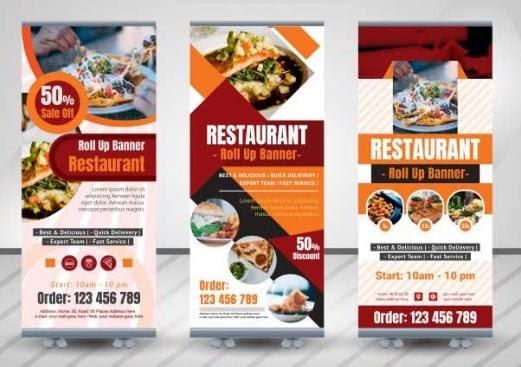 50%
Sale Off
Roll Up Banner
Restaurant
- Best & Delicious | Quick Delievery |
- Expert Team | Fast Service |
Start: 10am - 10 pm
Order: 123 456 789
RESTAURANT
- Roll Up Banner-
BEST & DELICIOUS | QUICK DELIEVERY |
EXPERT TEAM | FAST SERVICE |
50%
Discount
Order:
123 456 789
RESTAURANT
- Roll Up Banner-
- Best & Delicious | Quick Delievery |
- Expert Team | Fast Service |
Start: 10am - 10 pm
Order: 123 456 789